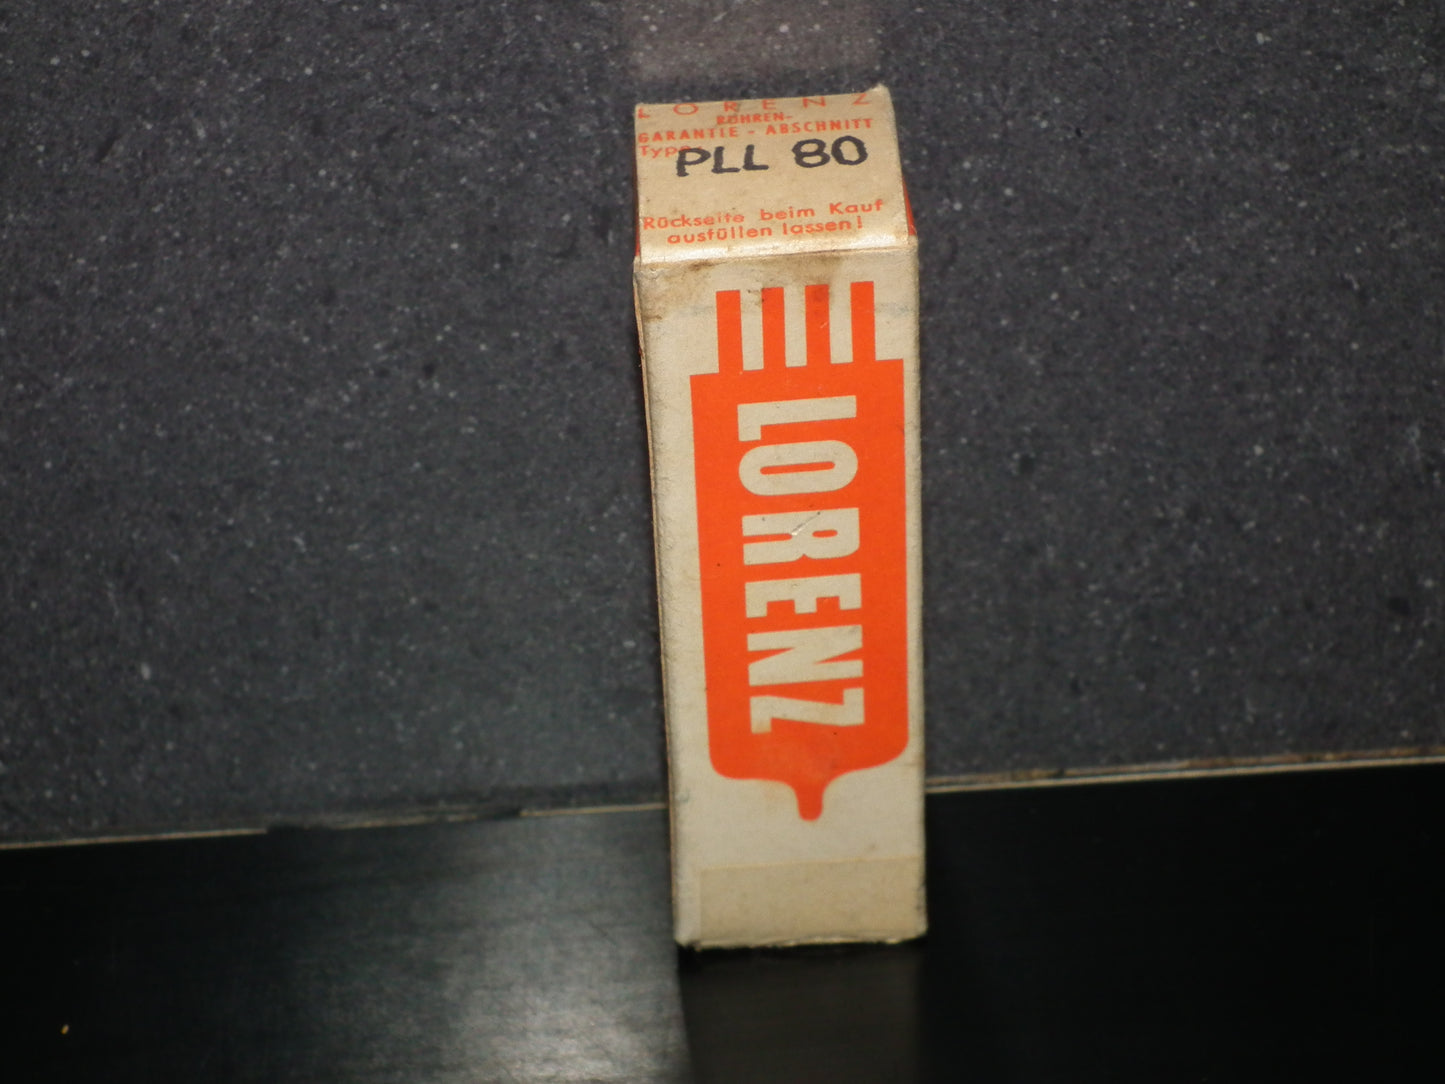 LORENZ
RÖHREN-
GARANTIE - ABSCHNITT
Type
PLL 80
Rückseite beim Kauf
ausfüllen lassen!
LORENZ